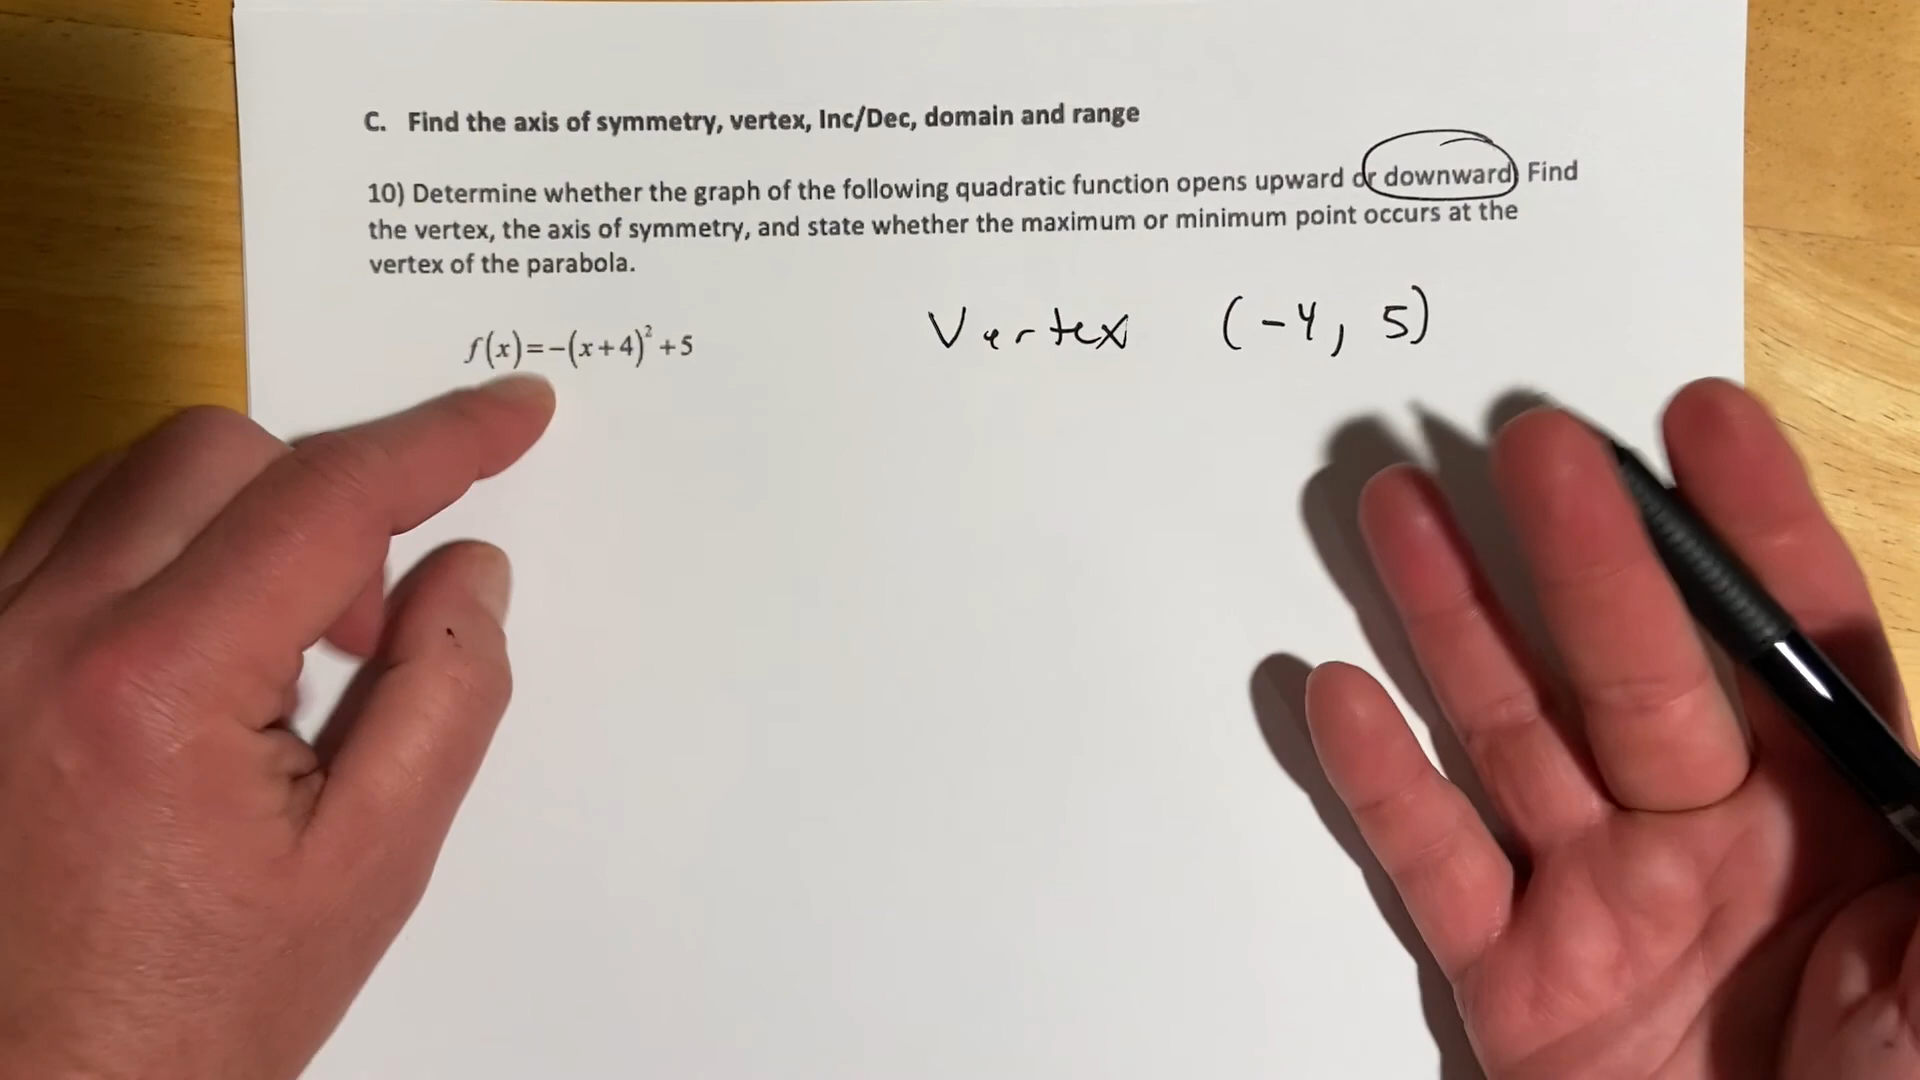 C. Find the axis of symmetry, vertex, Inc/Dec, domain and range
10) Determine whether the graph of the following quadratic function opens upward or downward. Find
the vertex, the axis of symmetry, and state whether the maximum or minimum point occurs at the
vertex of the parabola.
f(x)=-(x+4)²+5 Vertex (-4, 5)